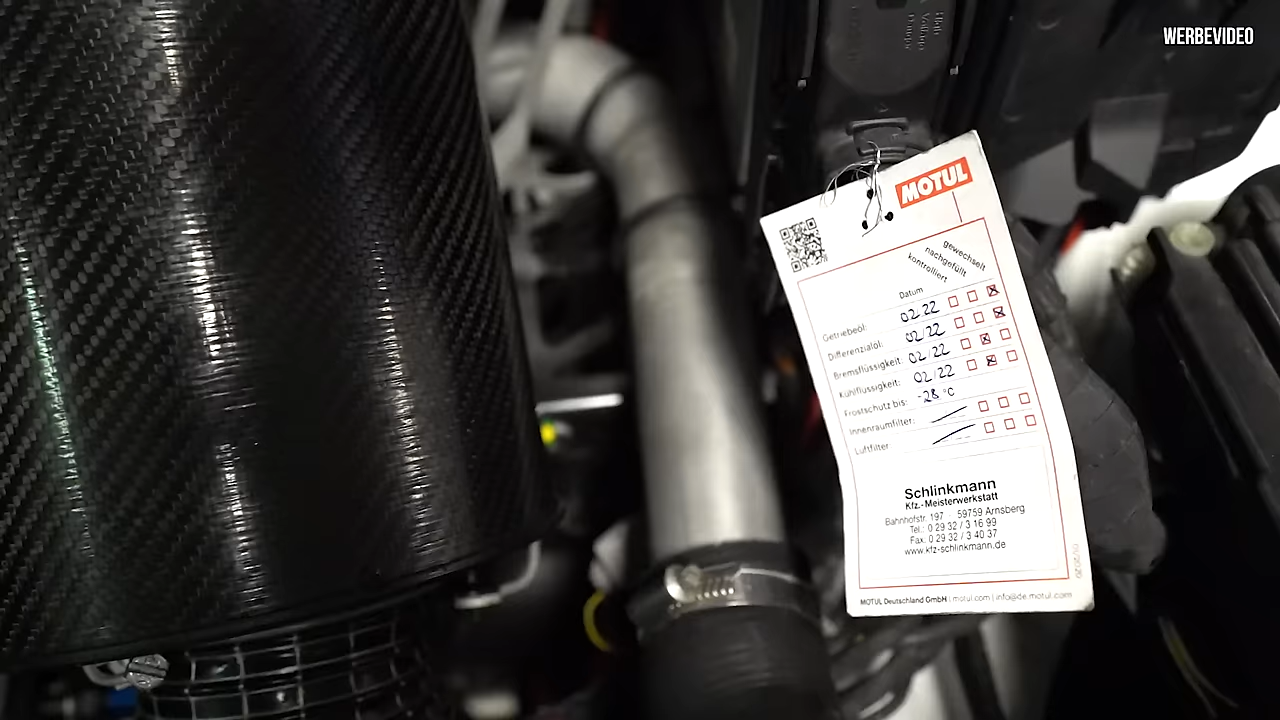 WERBEVIDEO
MOTUL
gewechselt
nachgefüllt
kontrolliert
Datum
Getriebeöl: 02.22
Differenzialöl: 02/22
Bremsflüssigkeit: 02/22
Kühlflüssigkeit: 02/22
Frostschutz bis: -28 °C
Innenraumfilter:
Luftfilter:
Schlinkmann
Kfz.-Meisterwerkstatt
Bahnhofstr. 197 59759 Arnsberg
Tel.: 0 29 32 / 3 16 99
Fax: 0 29 32 / 3 40 37
www.kfz-schlinkmann.de
MOTUL Deutschland GmbH | motul.com | info@de.motul.com